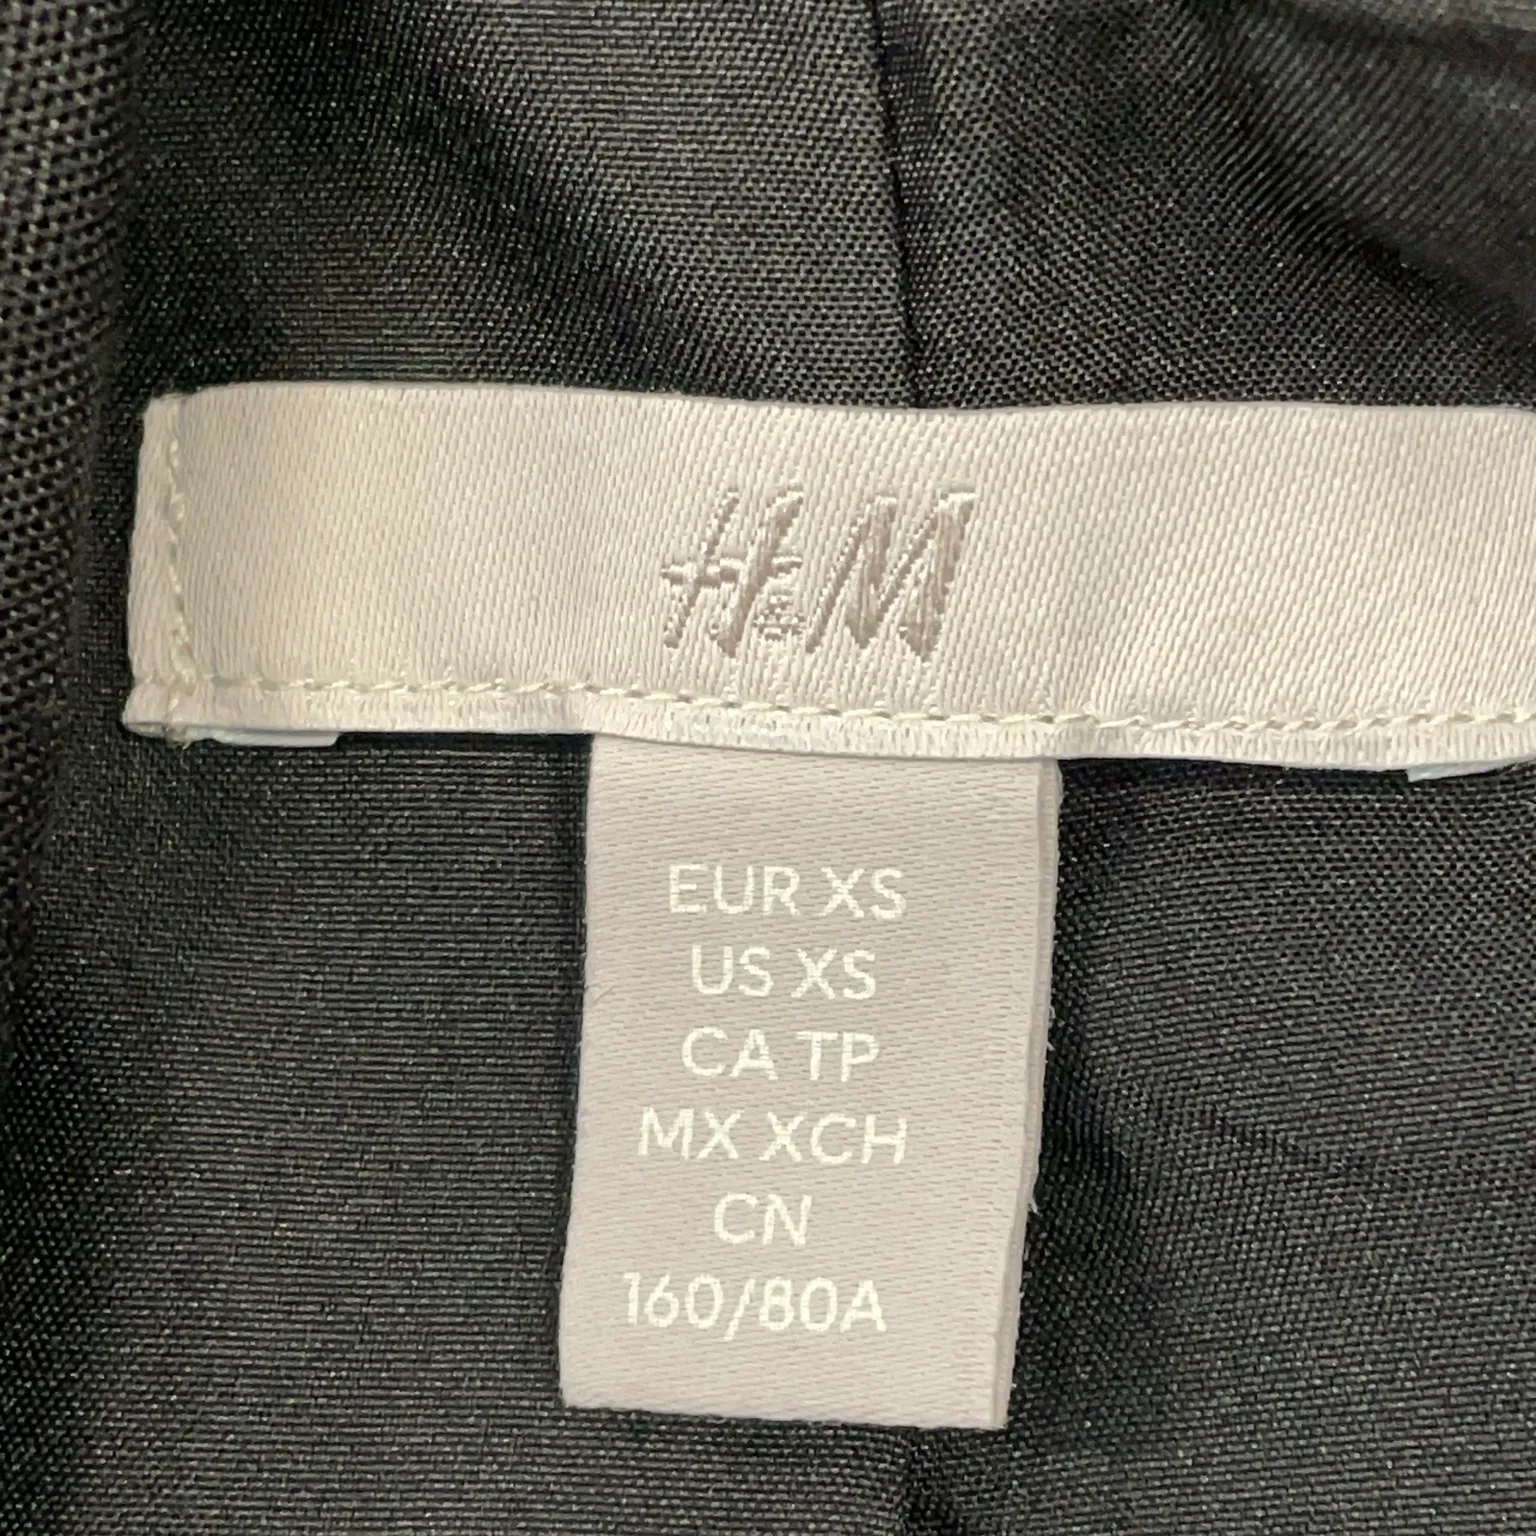 H&M
EUR XS
US XS
CA TP
MX XCH
CN
160/80A